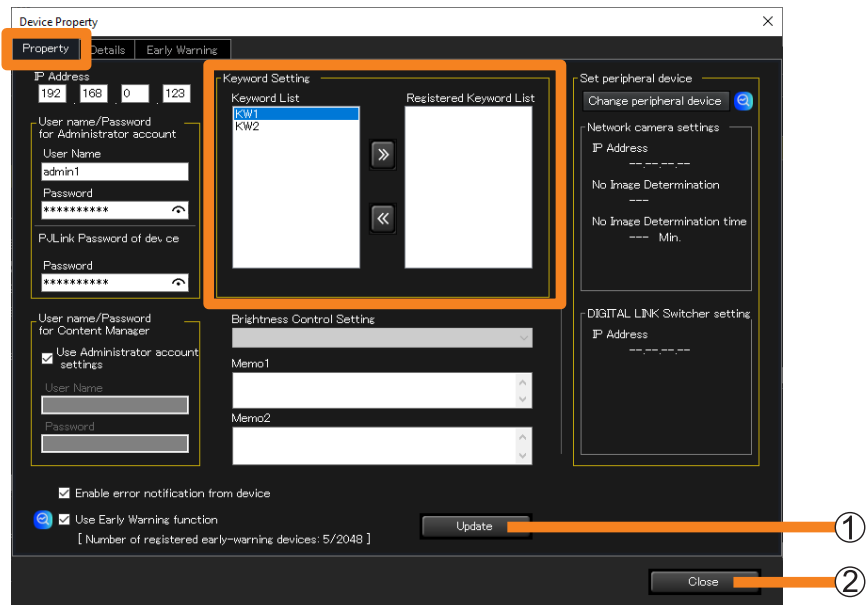 Device Property
Property
Details
Early Warning
IP Address
192 . 168 . 0 . 123
User name/Password
for Administrator account
User Name
admin1
Password
**********
PJLink Password of device
Password
**********
User name/Password
for Content Manager
Use Administrator account
settings
User Name
Password
Keyword Setting
Keyword List
KW1
KW2
Registered Keyword List
Brightness Control Setting
Memo1
Memo2
Set peripheral device
Change peripheral device
Network camera settings
IP Address
---.---.---.---
No Image Determination
---
No Image Determination time
--- Min.
DIGITAL LINK Switcher setting
IP Address
---.---.---.---
Enable error notification from device
Use Early Warning function
[ Number of registered early-warning devices: 5/2048 ]
Update
①
Close
②